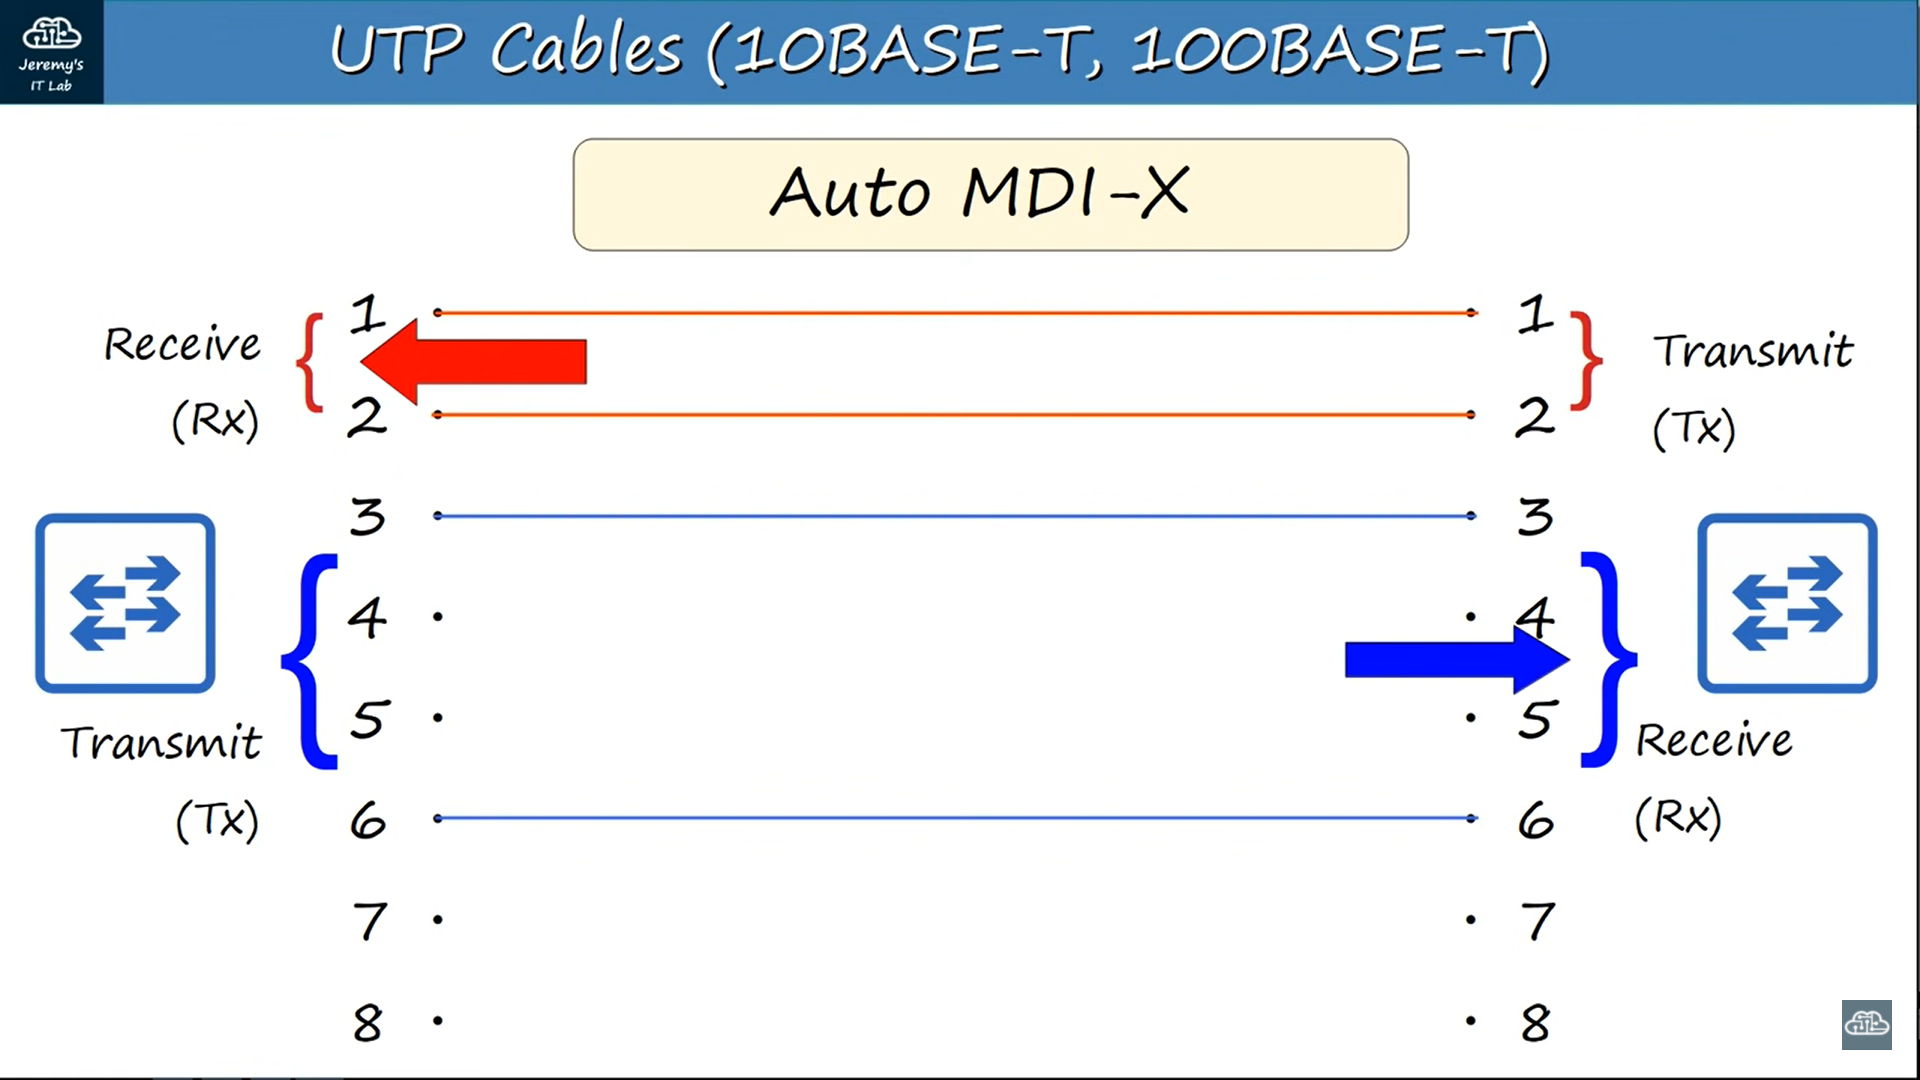 Jeremy's
IT Lab
UTP Cables (10BASE-T, 100BASE-T)
Auto MDI-X
Receive
(Rx)
1
1
Transmit
(Tx)
2
2
3
3
4
4
5
5
Transmit
(Tx)
Receive
(Rx)
6
6
7
7
8
8